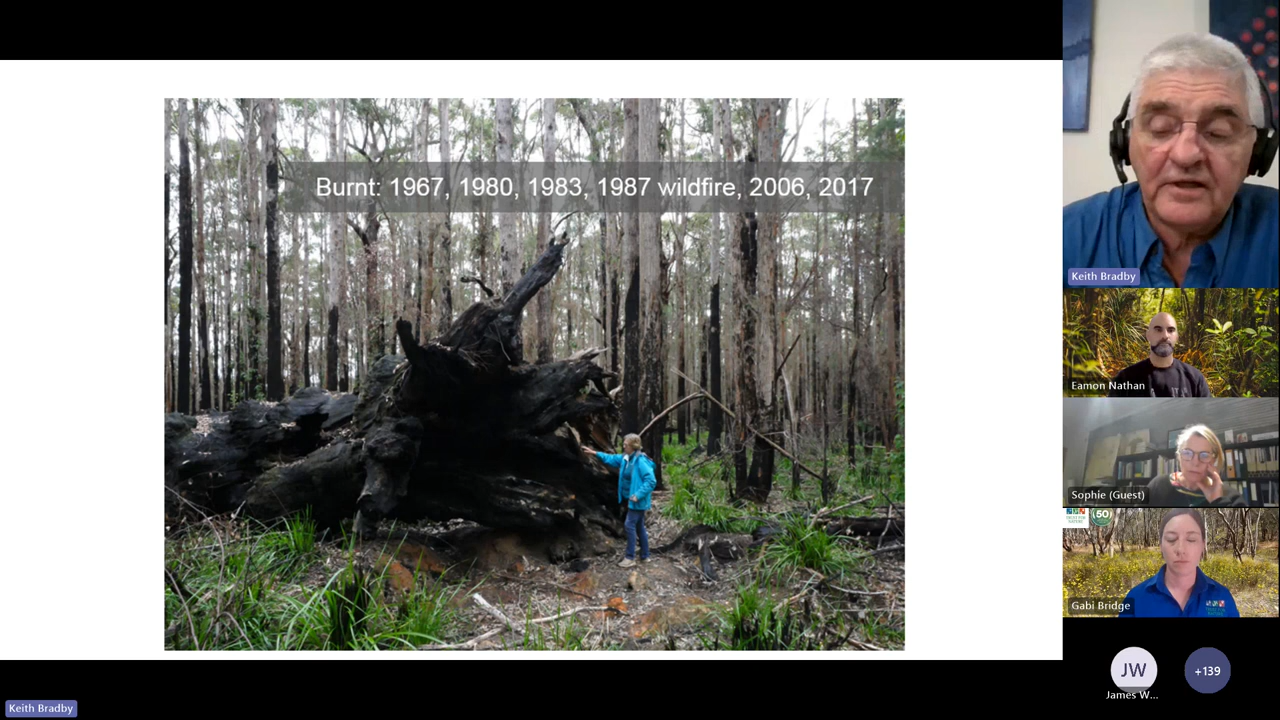 Burnt: 1967, 1980, 1983, 1987 wildfire, 2006, 2017
Keith Bradby
Eamon Nathan
Sophie (Guest)
50
Gabi Bridge
JW
+139
James W...
Keith Bradby